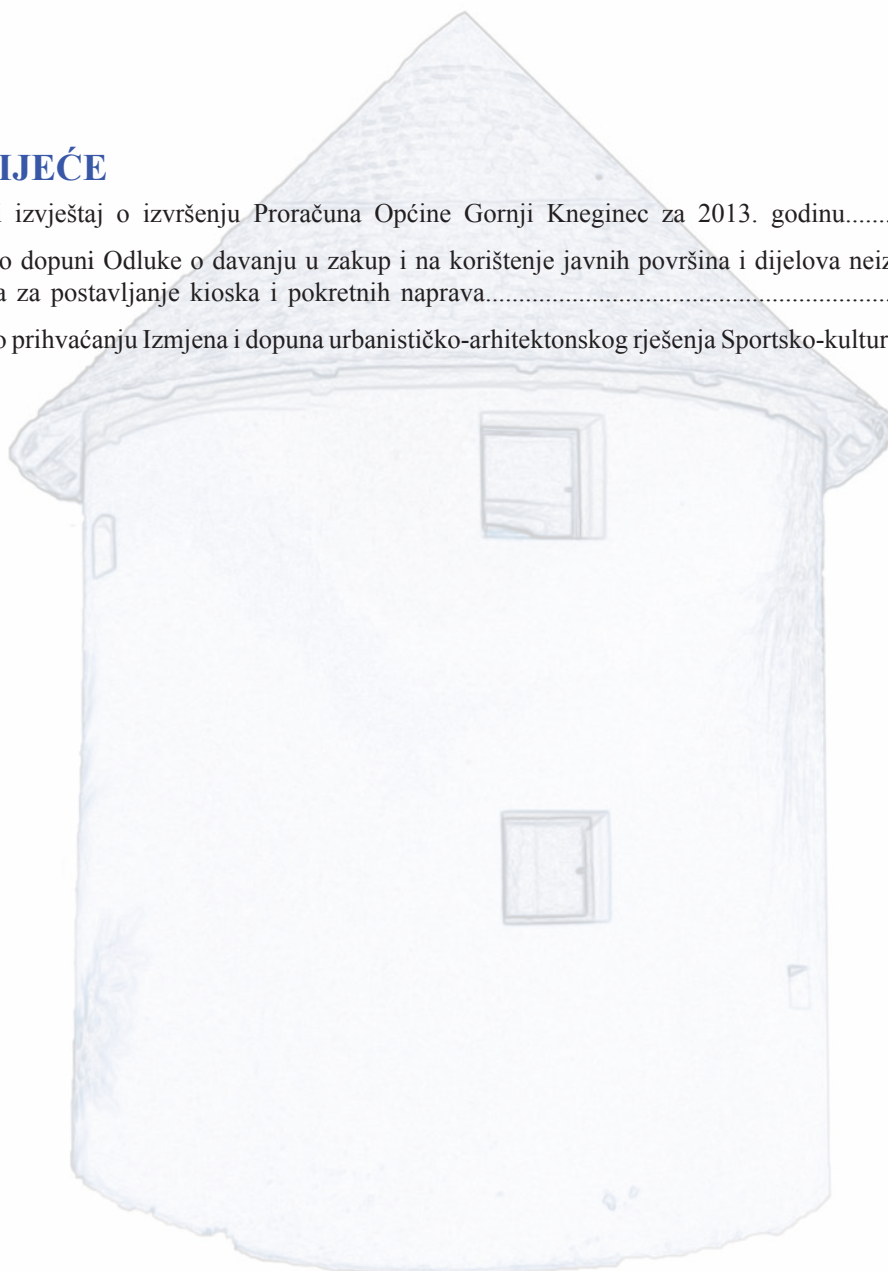 IJEĆE
i izvještaj o izvršenju Proračuna Općine Gornji Kneginec za 2013. godinu.......
o dopuni Odluke o davanju u zakup i na korištenje javnih površina i dijelova neiz
a za postavljanje kioska i pokretnih naprava..............................................................
o prihvaćanju Izmjena i dopuna urbanističko-arhitektonskog rješenja Sportsko-kultur